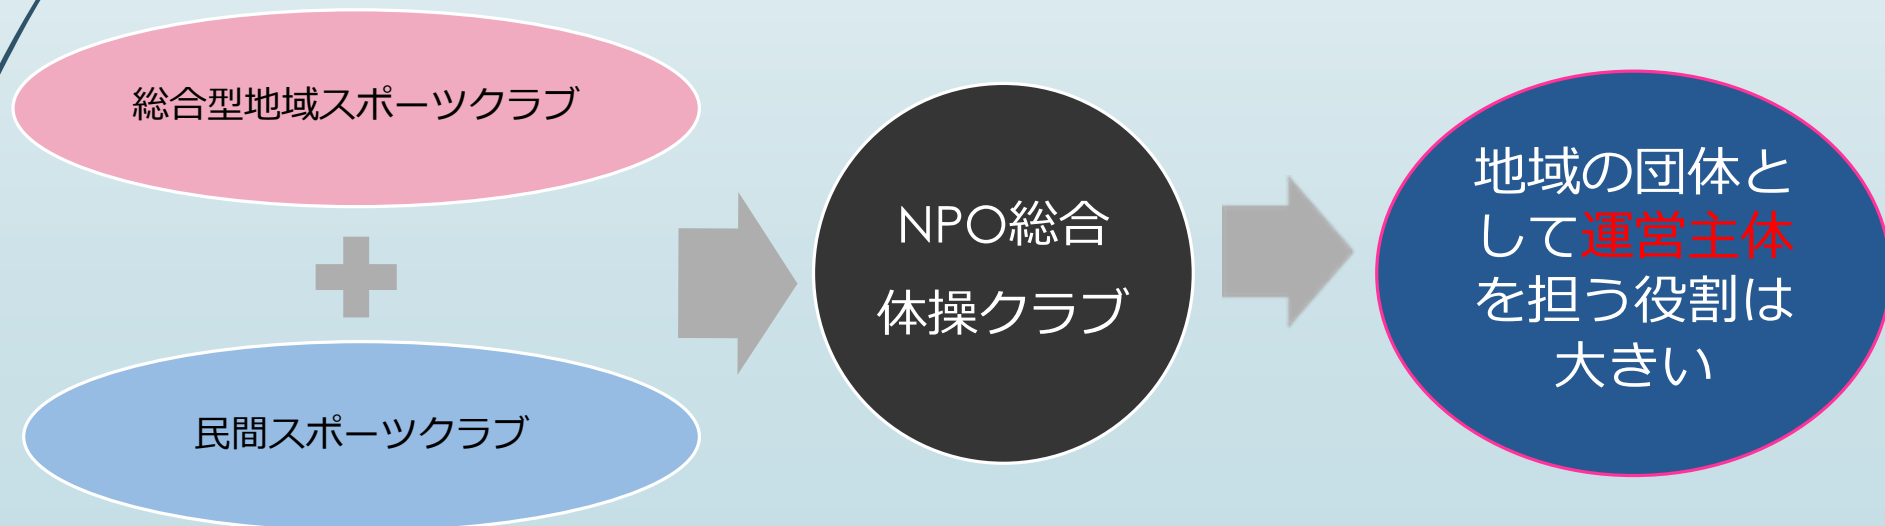 総合型地域スポーツクラブ
民間スポーツクラブ
NPO総合
体操クラブ
地域の団体と
して運営主体
を担う役割は
大きい